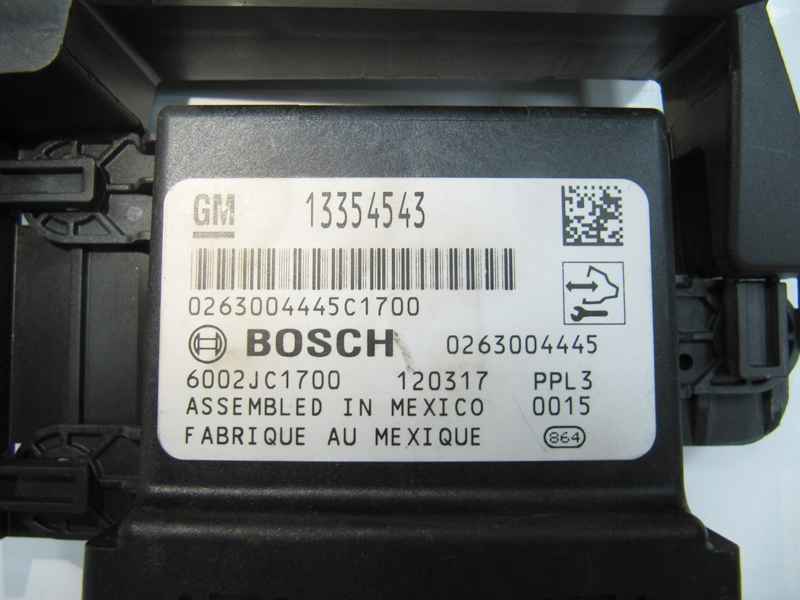 GM 13354543
0263004445C1700
BOSCH 0263004445
6002JC1700 120317 PPL3
ASSEMBLED IN MEXICO 0015
FABRIQUE AU MEXIQUE 864